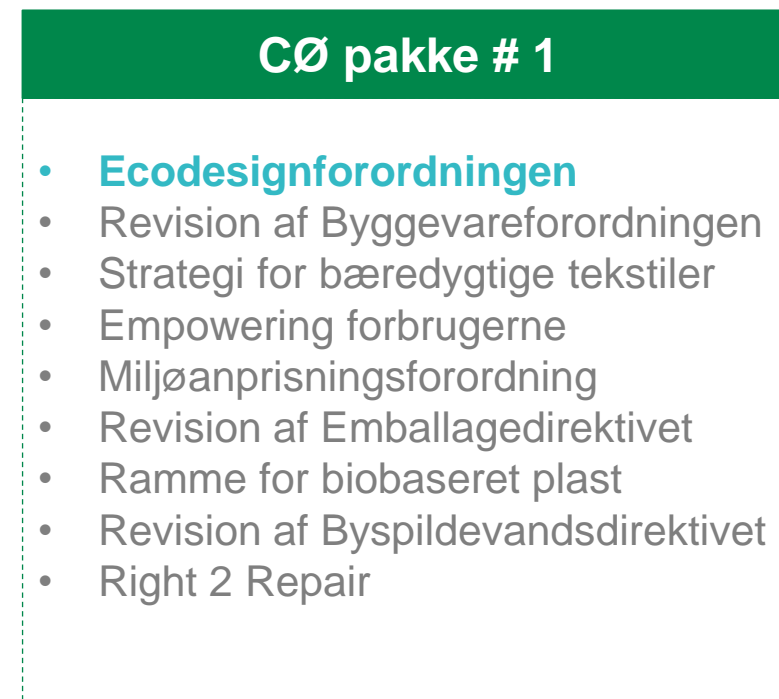 CØ pakke # 1
• Ecodesignforordningen
• Revision af Byggevareforordningen
• Strategi for bæredygtige tekstiler
• Empowering forbrugerne
• Miljøanprisningsforordning
• Revision af Emballagedirektivet
• Ramme for biobaseret plast
• Revision af Byspildevandsdirektivet
• Right 2 Repair